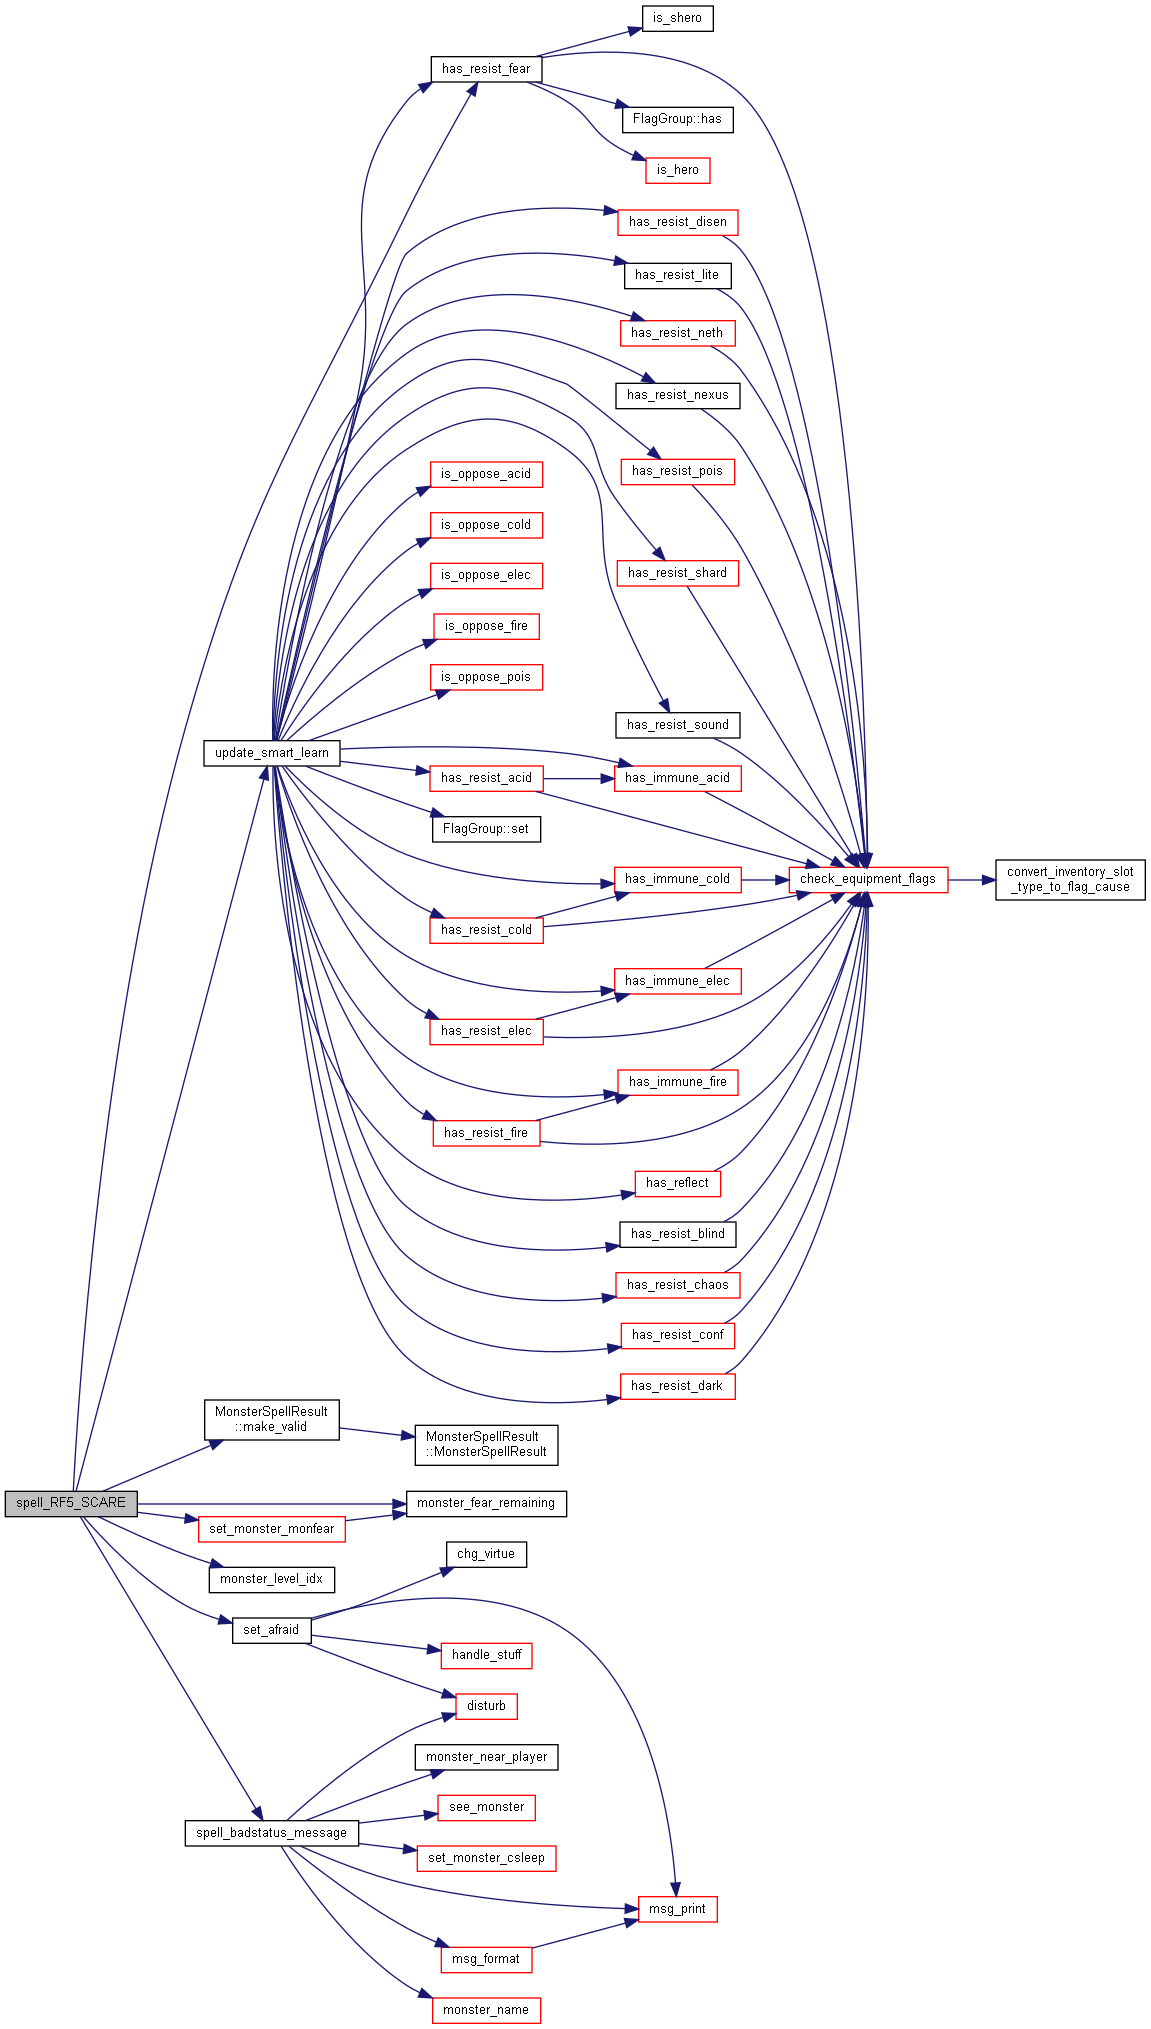 is_shero
has_resist_fear
FlagGroup::has
is_hero
has_resist_disen
has_resist_lite
has_resist_neth
has_resist_nexus
has_resist_pois
is_oppose_acid
is_oppose_cold
is_oppose_elec
has_resist_shard
is_oppose_fire
is_oppose_pois
has_resist_sound
update_smart_learn
has_resist_acid
has_immune_acid
FlagGroup::set
has_immune_cold
check_equipment_flags
convert_inventory_slot
_type_to_flag_cause
has_resist_cold
has_immune_elec
has_resist_elec
has_immune_fire
has_resist_fire
has_reflect
has_resist_blind
has_resist_chaos
has_resist_conf
has_resist_dark
MonsterSpellResult
::make_valid
MonsterSpellResult
::MonsterSpellResult
spell_RF5_SCARE
monster_fear_remaining
set_monster_monfear
chg_virtue
monster_level_idx
set_afraid
handle_stuff
disturb
monster_near_player
see_monster
spell_badstatus_message
set_monster_csleep
msg_print
msg_format
monster_name